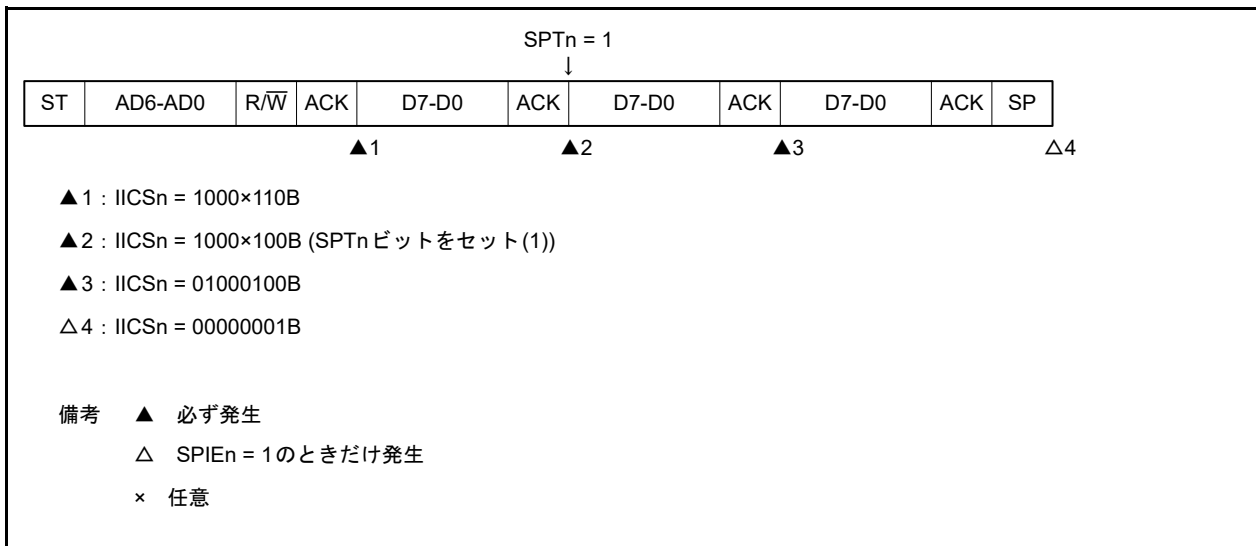 SPTn = 1
↓
ST AD6-AD0 R/W̅ ACK D7-D0 ACK D7-D0 ACK D7-D0 ACK SP
▲1 ▲2 ▲3 △4
▲1 : IICSn = 1000×110B
▲2 : IICSn = 1000×100B (SPTnビットをセット(1))
▲3 : IICSn = 01000100B
△4 : IICSn = 00000001B
備考 ▲ 必ず発生
△ SPIEn = 1のときだけ発生
× 任意